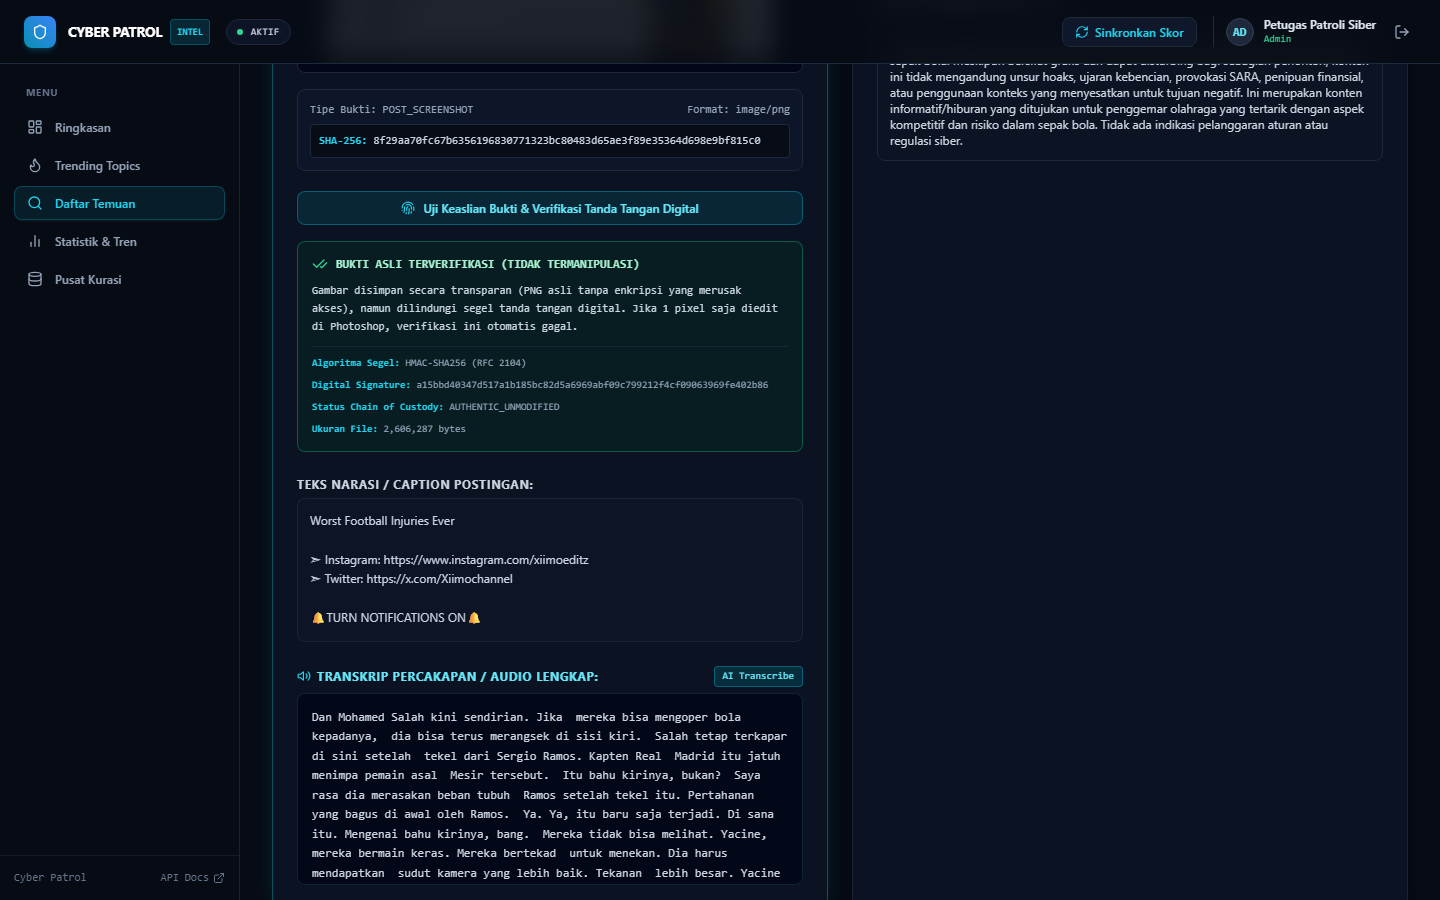 CYBER PATROL
INTEL
AKTIF
Sinkronkan Skor
AD
Petugas Patroli Siber
Admin
MENU
Ringkasan
Trending Topics
Daftar Temuan
Statistik & Tren
Pusat Kurasi
Cyber Patrol
API Docs
Tipe Bukti: POST_SCREENSHOT
Format: image/png
SHA-256: 8f29aa70fc67b6356196830771323bc80483d65ae3f89e35364d698e9bf815c0
Uji Keaslian Bukti & Verifikasi Tanda Tangan Digital
BUKTI ASLI TERVERIFIKASI (TIDAK TERMANIPULASI)
Gambar disimpan secara transparan (PNG asli tanpa enkripsi yang merusak
akses), namun dilindungi segel tanda tangan digital. Jika 1 pixel saja diedit
di Photoshop, verifikasi ini otomatis gagal.
Algoritma Segel: HMAC-SHA256 (RFC 2104)
Digital Signature: a15bbd40347d517a1b185bc82d5a6969abf09c799212f4cf09063969fe402b86
Status Chain of Custody: AUTHENTIC_UNMODIFIED
Ukuran File: 2,606,287 bytes
TEKS NARASI / CAPTION POSTINGAN:
Worst Football Injuries Ever
➣ Instagram: https://www.instagram.com/xiimoeditz
➣ Twitter: https://x.com/Xiimochannel
🔔TURN NOTIFICATIONS ON🔔
TRANSKRIP PERCAKAPAN / AUDIO LENGKAP:
AI Transcribe
Dan Mohamed Salah kini sendirian. Jika mereka bisa mengoper bola
kepadanya, dia bisa terus merangsek di sisi kiri. Salah tetap terkapar
di sini setelah tekel dari Sergio Ramos. Kapten Real Madrid itu jatuh
menimpa pemain asal Mesir tersebut. Itu bahu kirinya, bukan? Saya
rasa dia merasakan beban tubuh Ramos setelah tekel itu. Pertahanan
yang bagus di awal oleh Ramos. Ya. Ya, itu baru saja terjadi. Di sana
itu. Mengenai bahu kirinya, bang. Mereka tidak bisa melihat. Yacine,
mereka bermain keras. Mereka bertekad untuk menekan. Dia harus
mendapatkan sudut kamera yang lebih baik. Tekanan lebih besar. Yacine
ini tidak mengandung unsur hoaks, ujaran kebencian, provokasi SARA, penipuan finansial,
atau penggunaan konteks yang menyesatkan untuk tujuan negatif. Ini merupakan konten
informatif/hiburan yang ditujukan untuk penggemar olahraga yang tertarik dengan aspek
kompetitif dan risiko dalam sepak bola. Tidak ada indikasi pelanggaran aturan atau
regulasi siber.